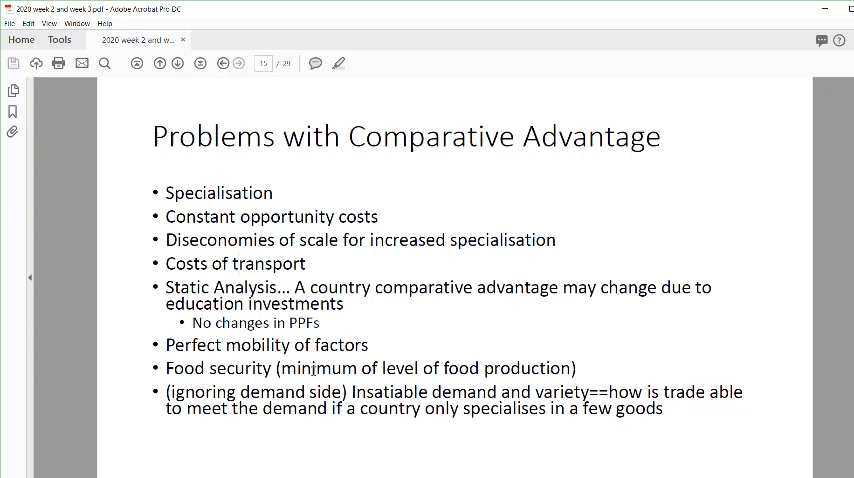 2020 week 2 and week 3.pdf - Adobe Acrobat Pro DC
File Edit View Window Help
Home Tools 2020 week 2 and w... ×
15 / 29
Problems with Comparative Advantage
• Specialisation
• Constant opportunity costs
• Diseconomies of scale for increased specialisation
• Costs of transport
• Static Analysis... A country comparative advantage may change due to
education investments
• No changes in PPFs
• Perfect mobility of factors
• Food security (minimum of level of food production)
• (ignoring demand side) Insatiable demand and variety==how is trade able
to meet the demand if a country only specialises in a few goods